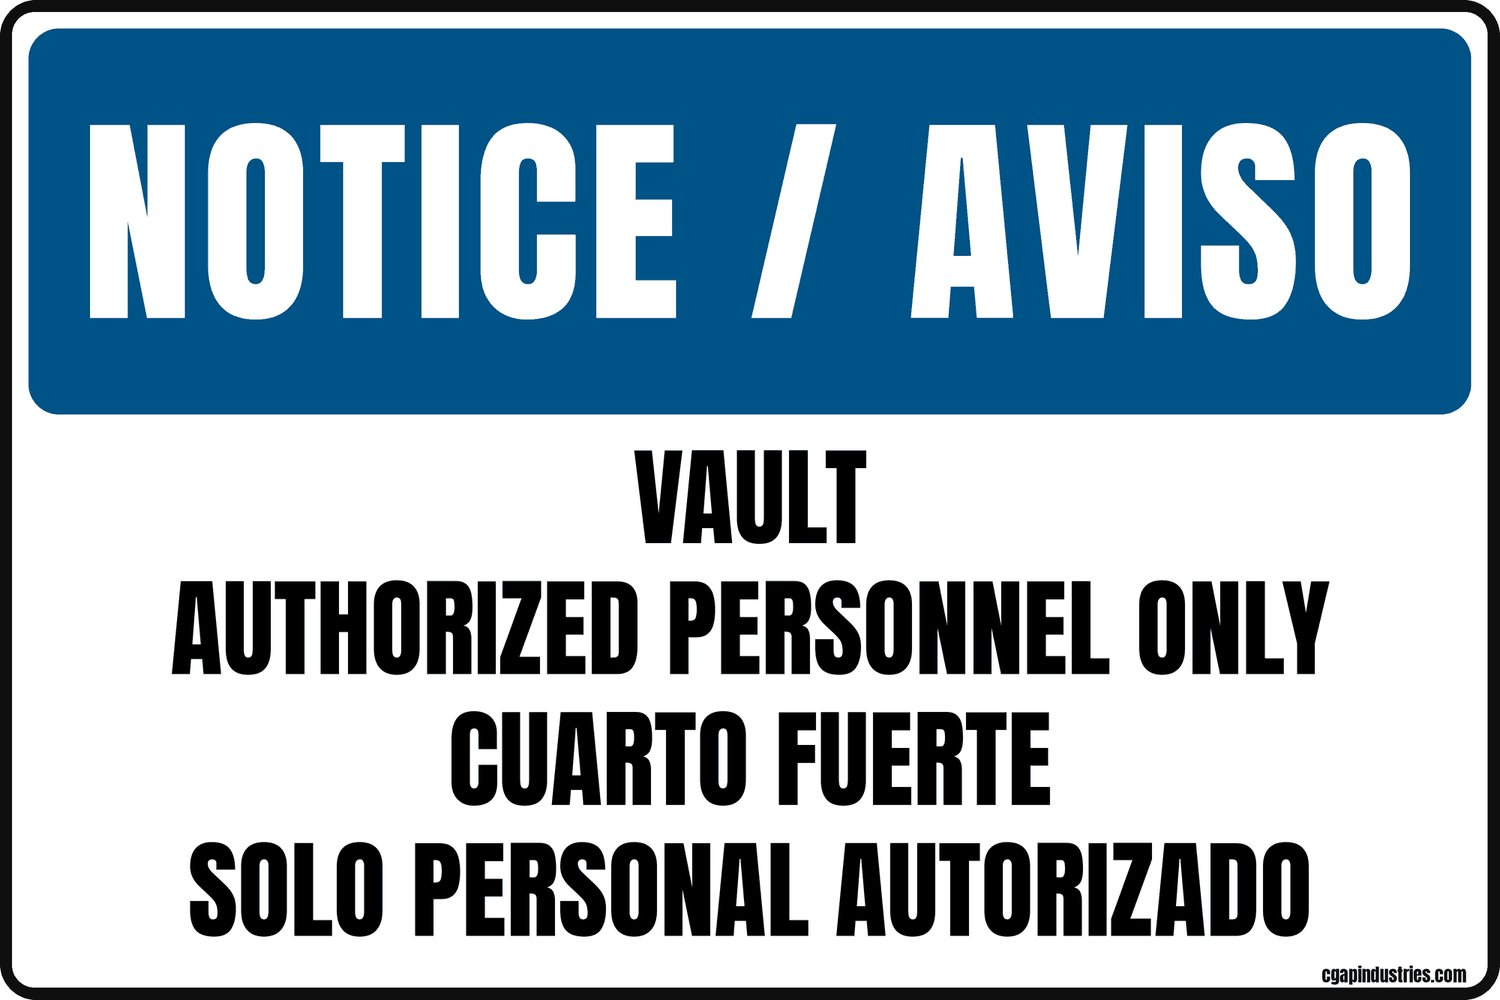 NOTICE / AVISO
VAULT
AUTHORIZED PERSONNEL ONLY
CUARTO FUERTE
SOLO PERSONAL AUTORIZADO
cgapindustries.com